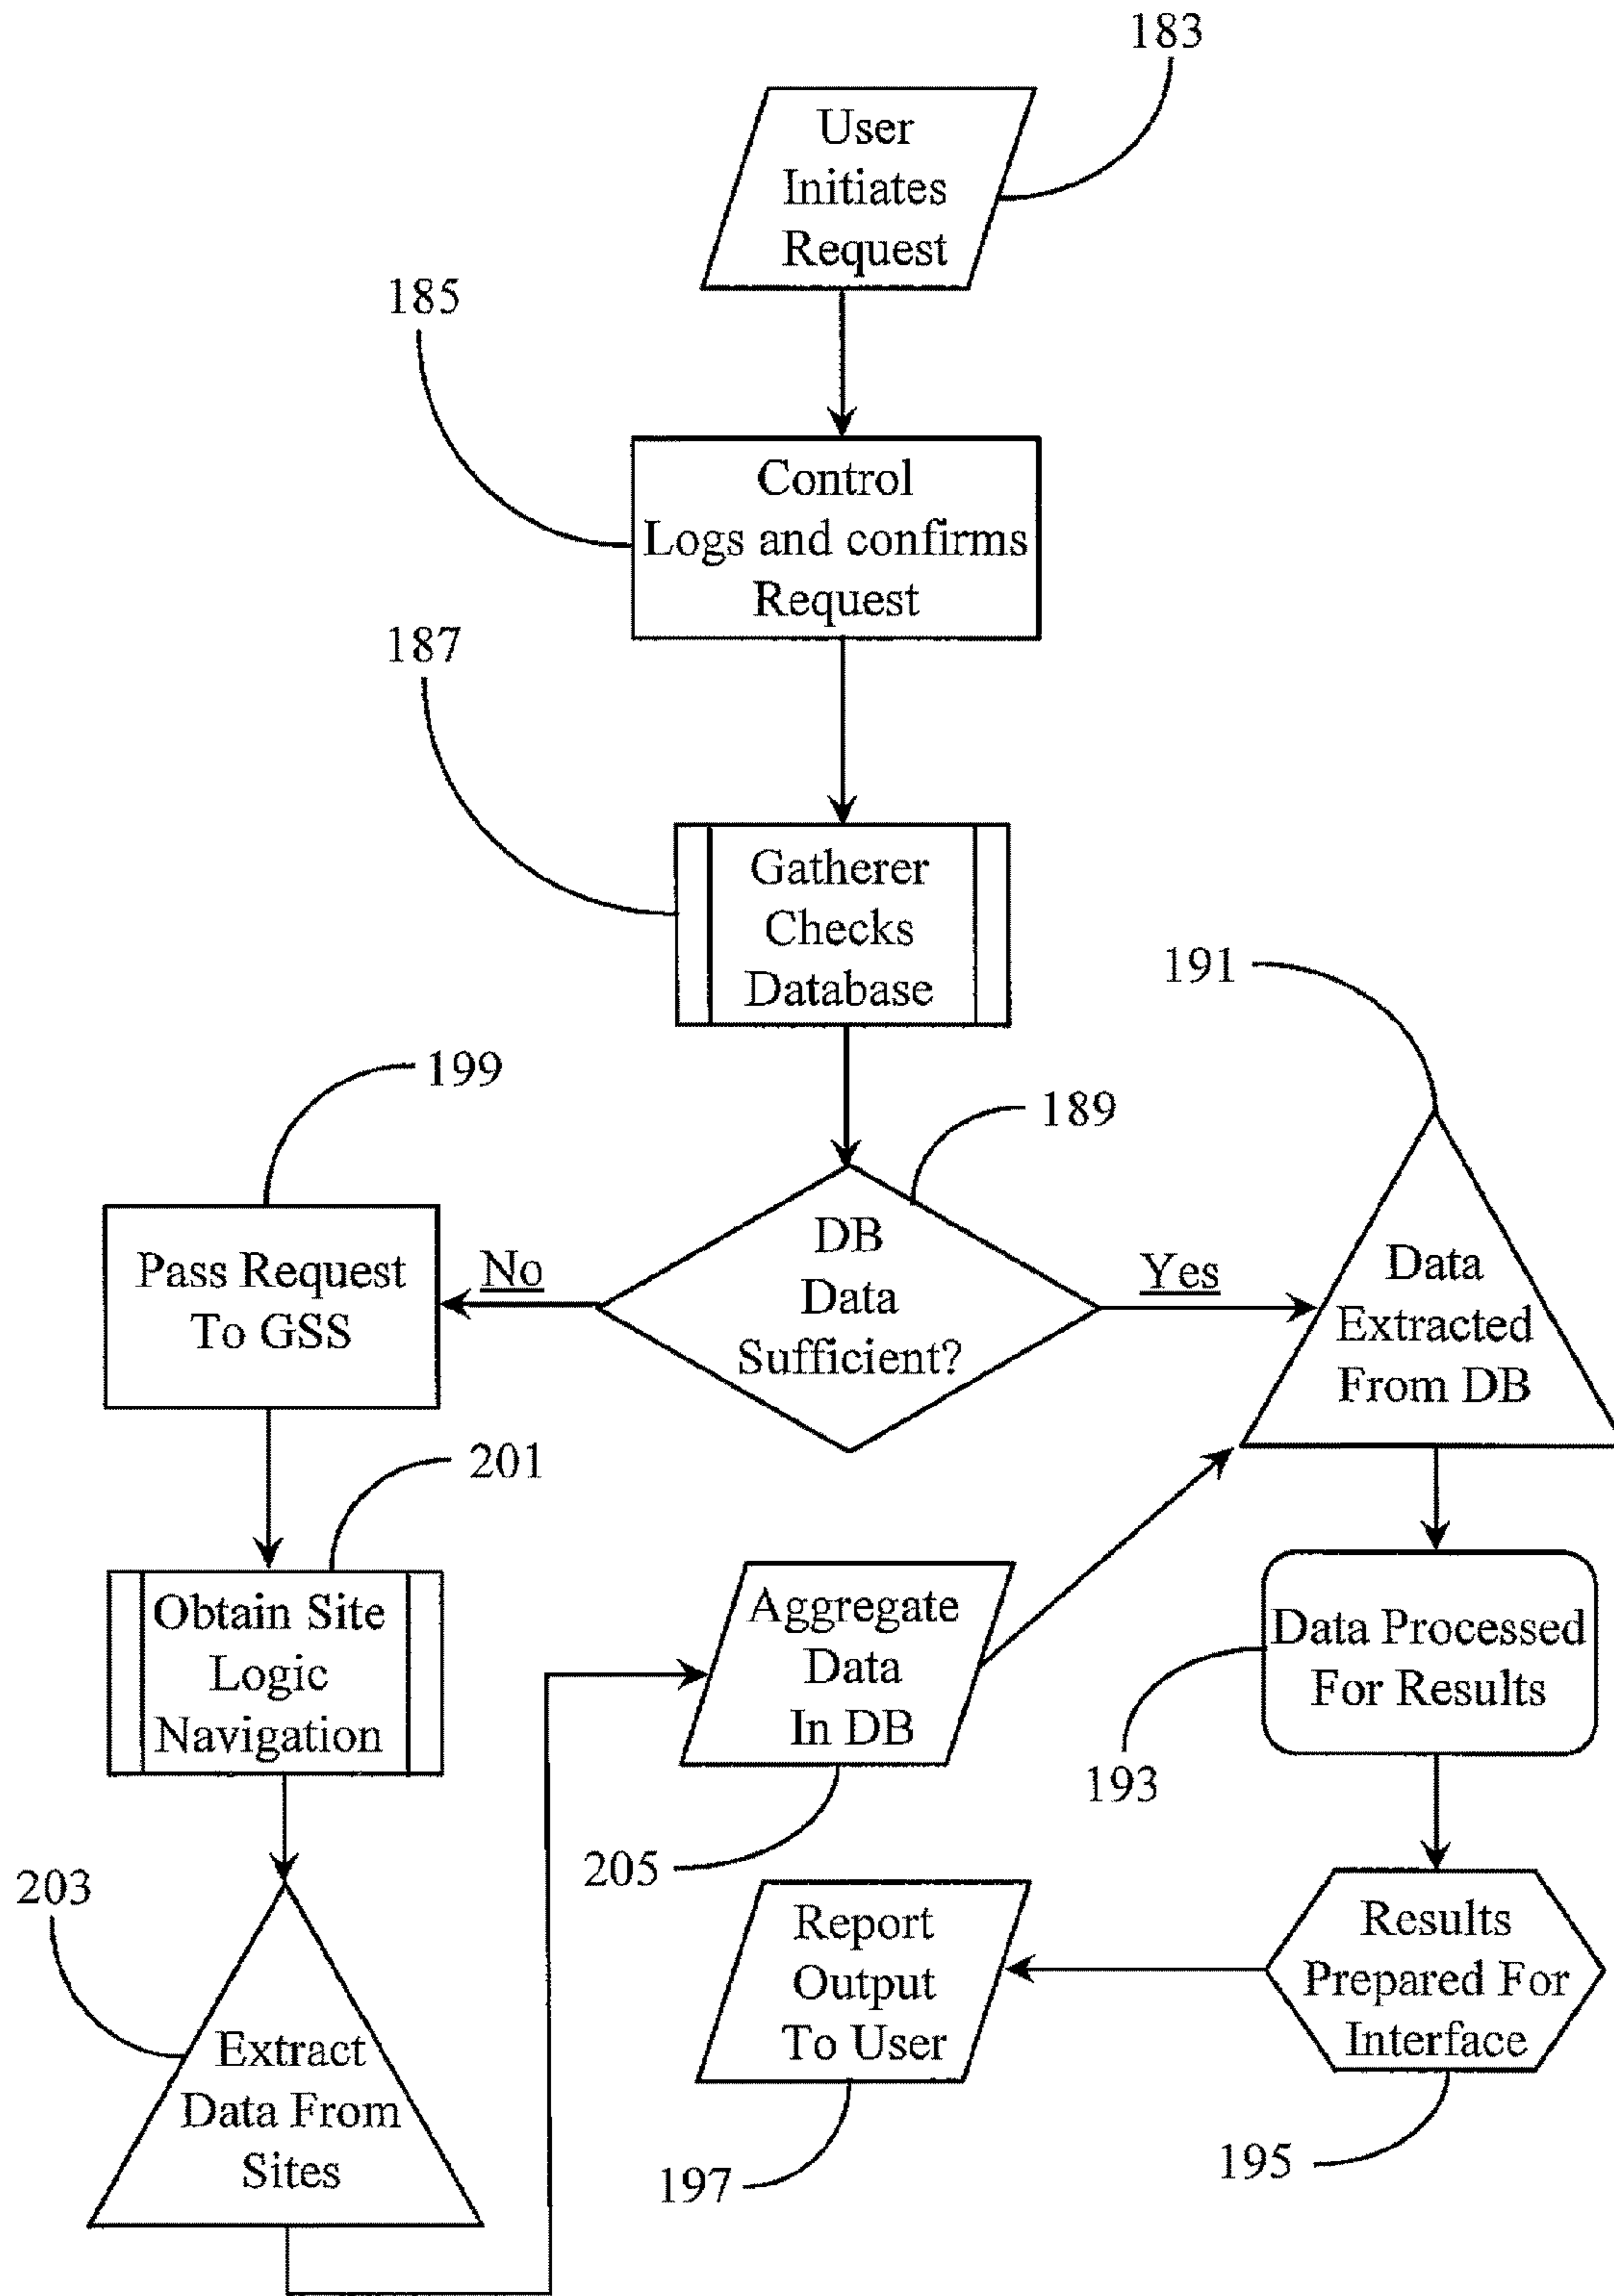 183
User
Initiates
Request
185
Control
Logs and confirms
Request
187
Gatherer
Checks
Database
191
199
189
Pass Request
To GSS
No
DB
Data
Sufficient?
Yes
Data
Extracted
From DB
201
Obtain Site
Logic
Navigation
Aggregate
Data
In DB
Data Processed
For Results
193
205
203
Extract
Data From
Sites
Report
Output
To User
Results
Prepared For
Interface
197
195